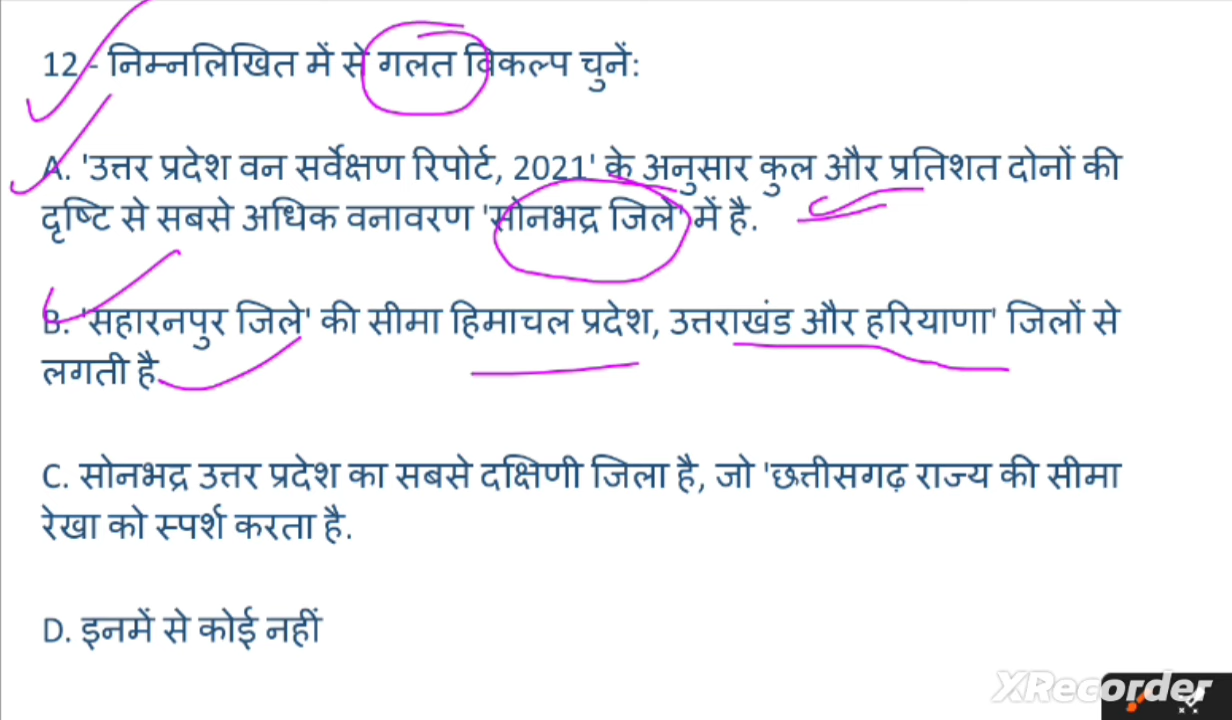 12 - निम्नलिखित में से गलत विकल्प चुनें:
A. 'उत्तर प्रदेश वन सर्वेक्षण रिपोर्ट, 2021' के अनुसार कुल और प्रतिशत दोनों की
दृष्टि से सबसे अधिक वनावरण 'सोनभद्र जिले' में है.
B. 'सहारनपुर जिले' की सीमा हिमाचल प्रदेश, उत्तराखंड और हरियाणा' जिलों से
लगती है.
C. सोनभद्र उत्तर प्रदेश का सबसे दक्षिणी जिला है, जो 'छत्तीसगढ़ राज्य की सीमा
रेखा को स्पर्श करता है.
D. इनमें से कोई नहीं
XRecorder